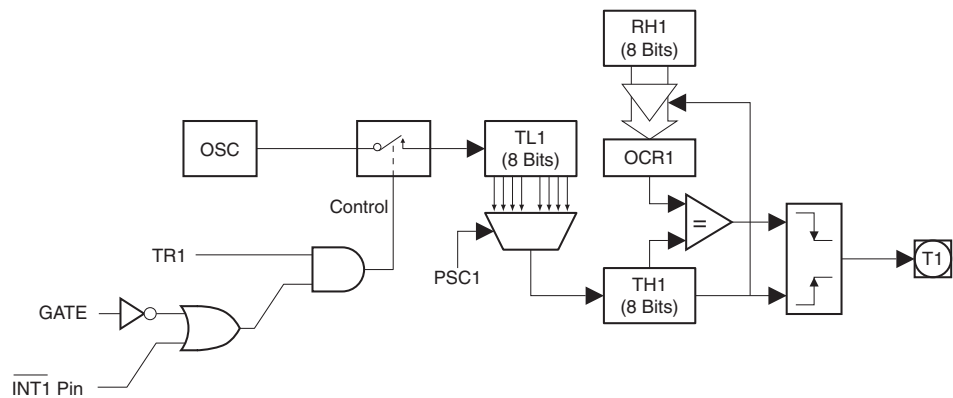 RH1
(8 Bits)
OSC
TL1
(8 Bits)
OCR1
Control
=
TR1
PSC1
T1
TH1
(8 Bits)
GATE
INT1 Pin